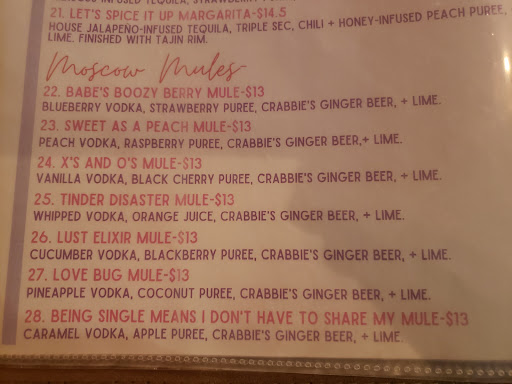 21. LET'S SPICE IT UP MARGARITA-$14.5
HOUSE JALAPEÑO-INFUSED TEQUILA, TRIPLE SEC, CHILI + HONEY-INFUSED PEACH PUREE,
LIME. FINISHED WITH TAJIN RIM.
Moscow Mules
22. BABE'S BOOZY BERRY MULE-$13
BLUEBERRY VODKA, STRAWBERRY PUREE, CRABBIE'S GINGER BEER, + LIME.
23. SWEET AS A PEACH MULE-$13
PEACH VODKA, RASPBERRY PUREE, CRABBIE'S GINGER BEER,+ LIME.
24. X'S AND O'S MULE-$13
VANILLA VODKA, BLACK CHERRY PUREE, CRABBIE'S GINGER BEER, + LIME.
25. TINDER DISASTER MULE-$13
WHIPPED VODKA, ORANGE JUICE, CRABBIE'S GINGER BEER, + LIME.
26. LUST ELIXIR MULE-$13
CUCUMBER VODKA, BLACKBERRY PUREE, CRABBIE'S GINGER BEER, + LIME.
27. LOVE BUG MULE-$13
PINEAPPLE VODKA, COCONUT PUREE, CRABBIE'S GINGER BEER, + LIME.
28. BEING SINGLE MEANS I DON'T HAVE TO SHARE MY MULE-$13
CARAMEL VODKA, APPLE PUREE, CRABBIE'S GINGER BEER, + LIME.